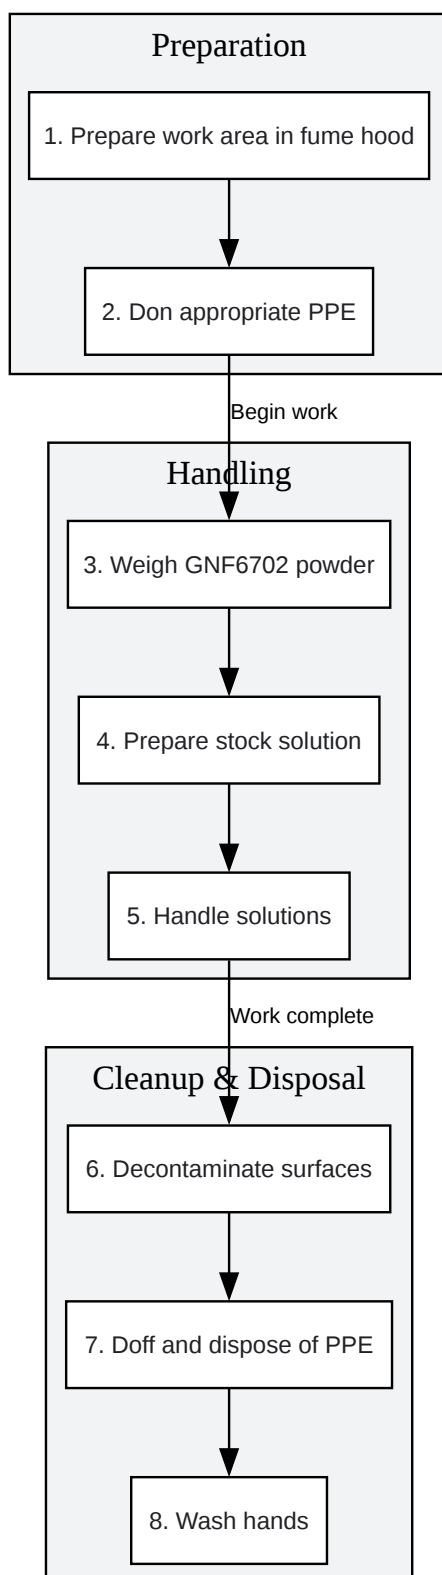 Preparation
1. Prepare work area in fume hood
2. Don appropriate PPE
Begin work
Handling
3. Weigh GNF6702 powder
4. Prepare stock solution
5. Handle solutions
Work complete
Cleanup & Disposal
6. Decontaminate surfaces
7. Doff and dispose of PPE
8. Wash hands